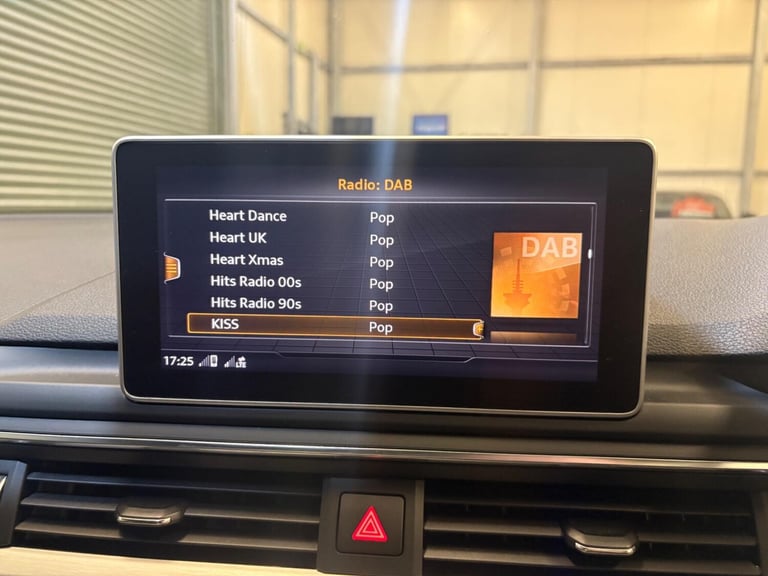 Radio: DAB
Heart Dance Pop
Heart UK Pop
Heart Xmas Pop
Hits Radio 00s Pop
Hits Radio 90s Pop
KISS Pop
DAB
17:25 LTE